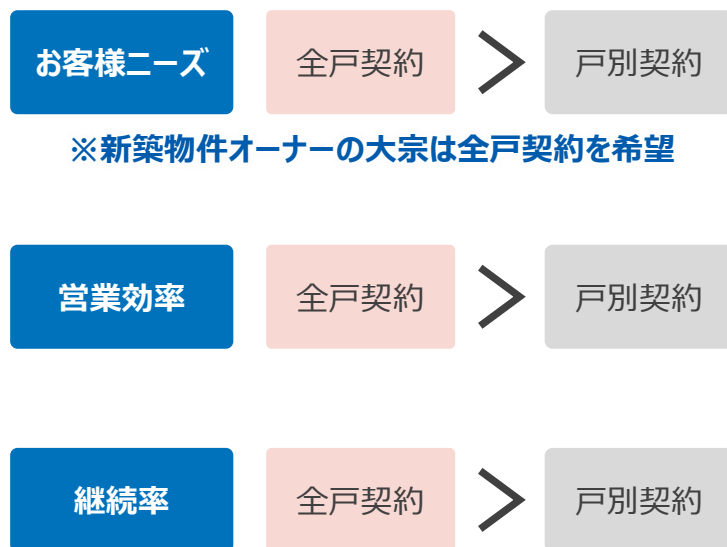 お客様ニーズ 全戸契約 > 戸別契約
※新築物件オーナーの大宗は全戸契約を希望
営業効率 全戸契約 > 戸別契約
継続率 全戸契約 > 戸別契約